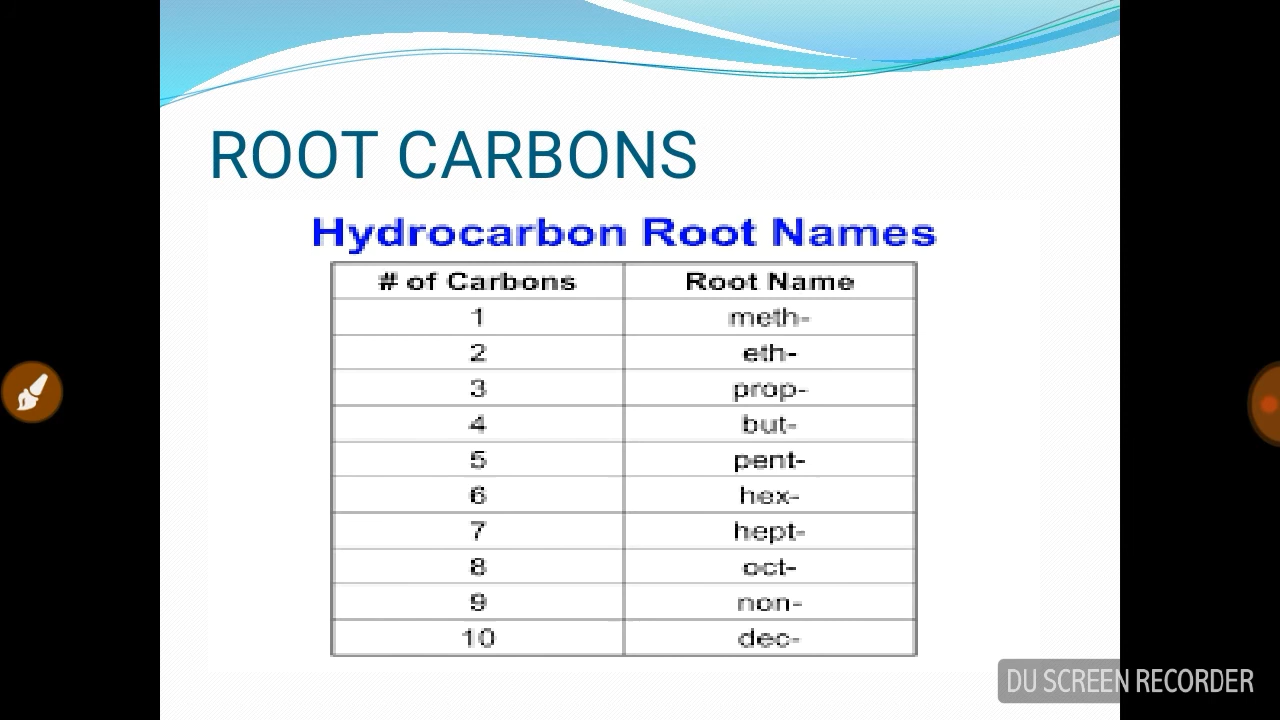 ROOT CARBONS
Hydrocarbon Root Names
# of Carbons Root Name
1 meth-
2 eth-
3 prop-
4 but-
5 pent-
6 hex-
7 hept-
8 oct-
9 non-
10 dec-
DU SCREEN RECORDER